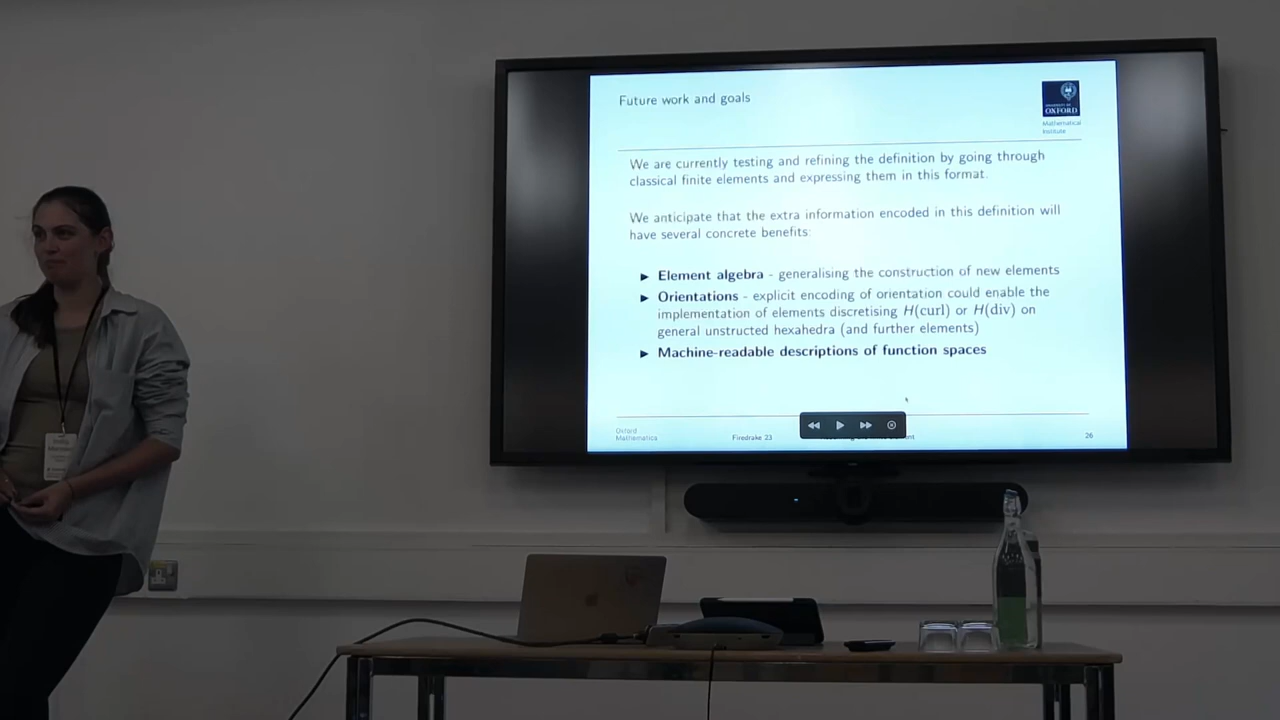 Future work and goals
UNIVERSITY OF
OXFORD
Mathematical
Institute
We are currently testing and refining the definition by going through
classical finite elements and expressing them in this format.
We anticipate that the extra information encoded in this definition will
have several concrete benefits:
▶ Element algebra - generalising the construction of new elements
▶ Orientations - explicit encoding of orientation could enable the
implementation of elements discretising H(curl) or H(div) on
general unstructed hexahedra (and further elements)
▶ Machine-readable descriptions of function spaces
Oxford
Mathematica
Firedrake 23
26